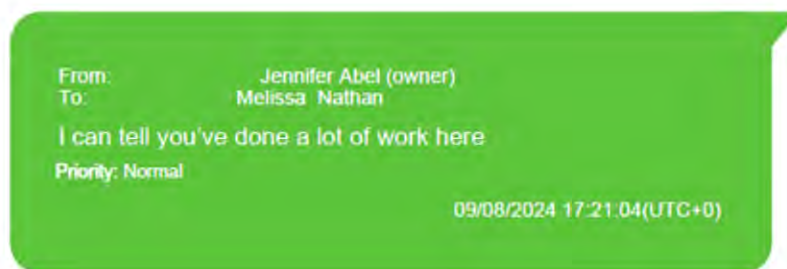 From: Jennifer Abel (owner)
To: Melissa Nathan
I can tell you've done a lot of work here
Priority: Normal
09/08/2024 17:21:04(UTC+0)